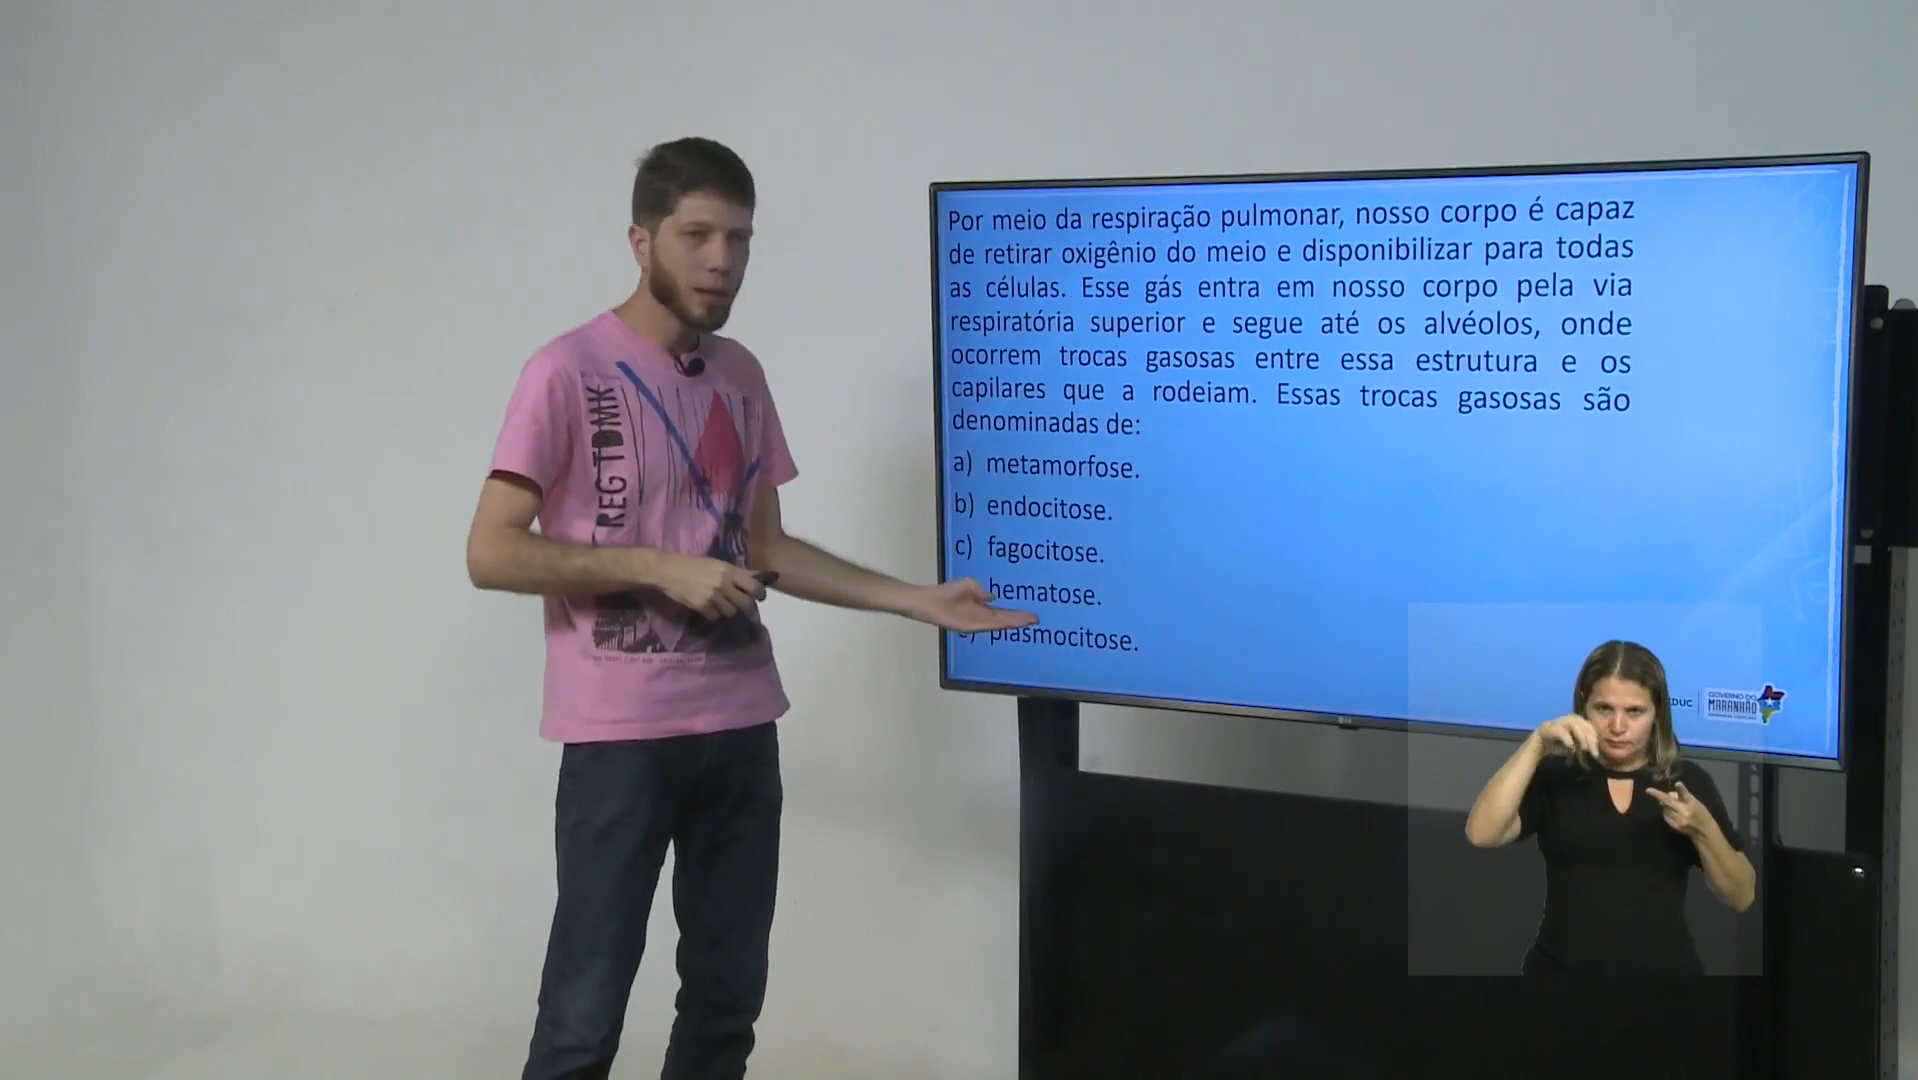 Por meio da respiração pulmonar, nosso corpo é capaz
de retirar oxigênio do meio e disponibilizar para todas
as células. Esse gás entra em nosso corpo pela via
respiratória superior e segue até os alvéolos, onde
ocorrem trocas gasosas entre essa estrutura e os
capilares que a rodeiam. Essas trocas gasosas são
denominadas de:
a) metamorfose.
b) endocitose.
c) fagocitose.
hematose.
e) plasmocitose.
REG TDMK
EDUC
GOVERNO DO
MARANHÃO